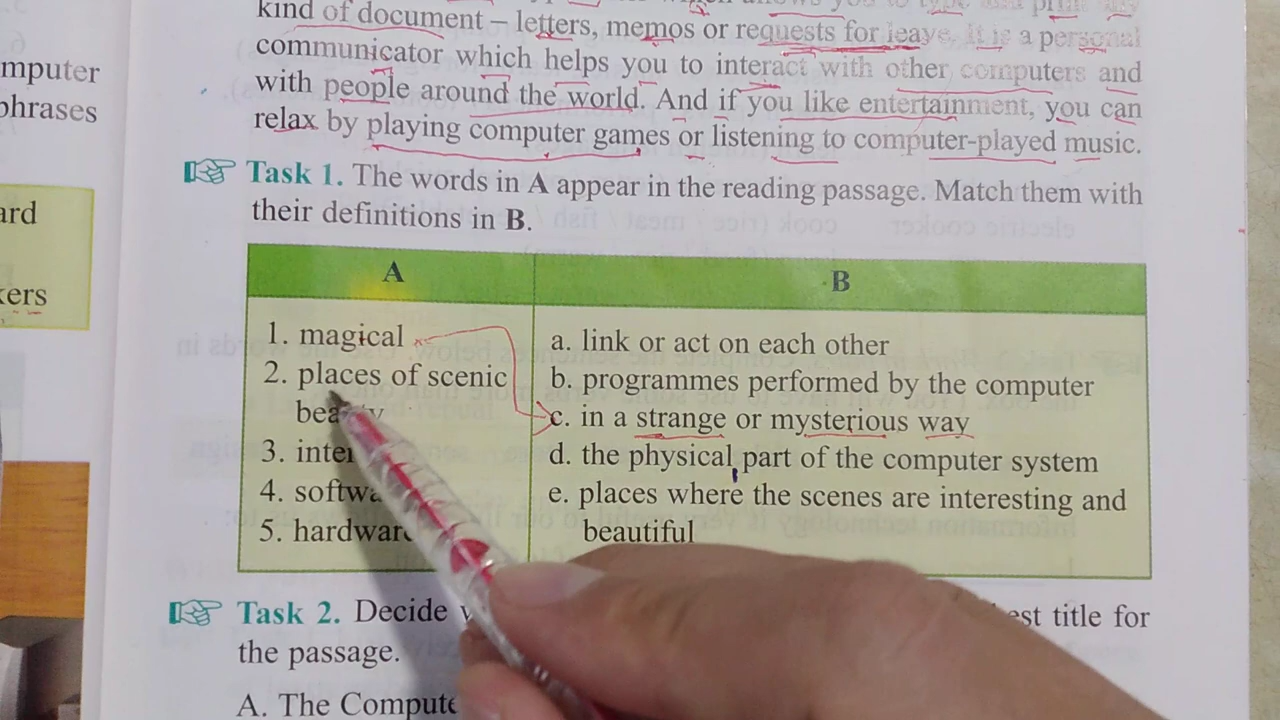 kind of document – letters, memos or requests for leave. It is a personal
mputer
communicator which helps you to interact with other computers and
phrases
with people around the world. And if you like entertainment, you can
relax by playing computer games or listening to computer-played music.
Task 1. The words in A appear in the reading passage. Match them with
their definitions in B.
ard
kers
A
B
1. magical
2. places of scenic
3.
4.
5.
a. link or act on each other
b. programmes performed by the computer
c. in a strange or mysterious way
d. the physical part of the computer system
e. places where the scenes are interesting and
beautiful
Task 2. Decide
est title for
the passage.
A. The